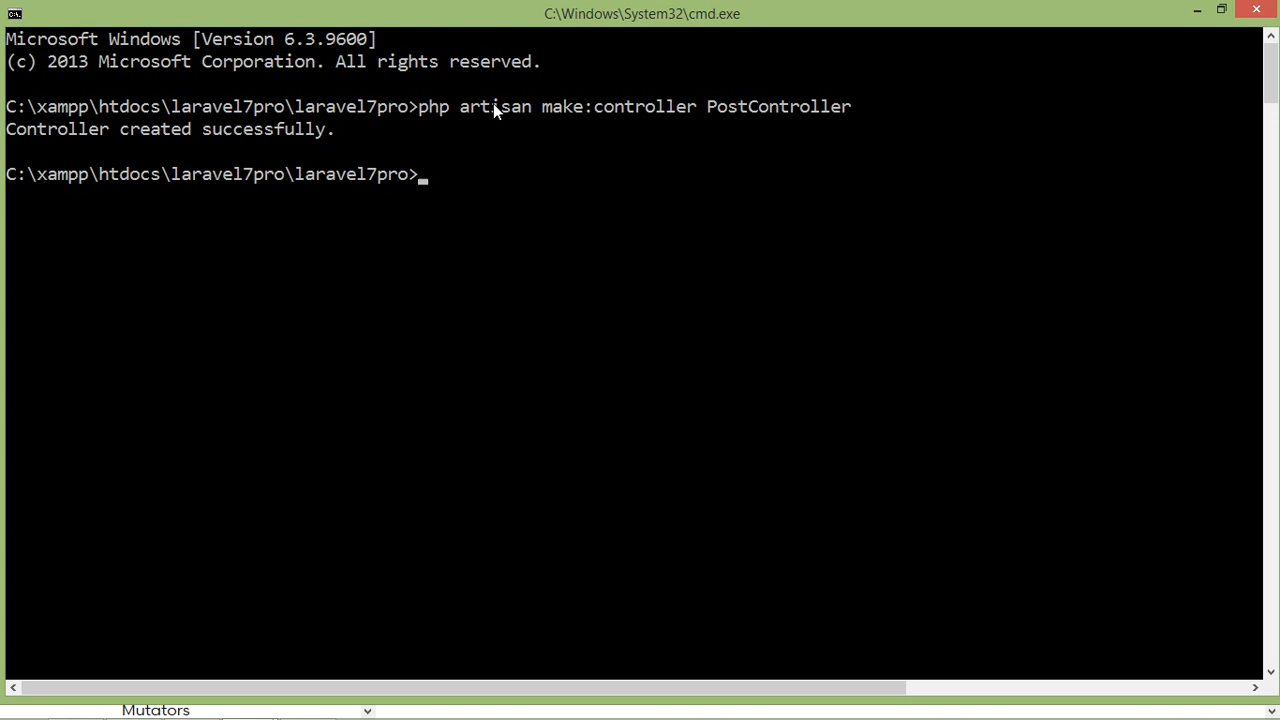 C:\Windows\System32\cmd.exe
Microsoft Windows [Version 6.3.9600]
(c) 2013 Microsoft Corporation. All rights reserved.
C:\xampp\htdocs\laravel7pro\laravel7pro>php artisan make:controller PostController
Controller created successfully.
C:\xampp\htdocs\laravel7pro\laravel7pro>
Mutators